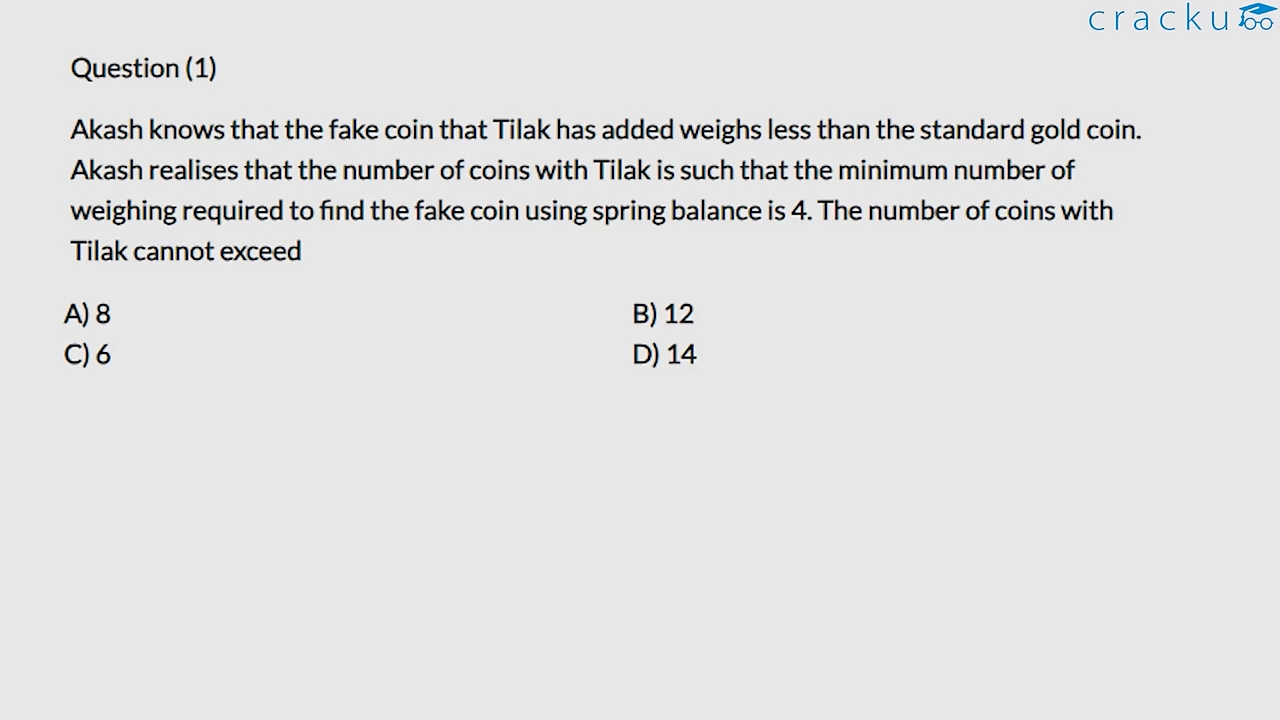 cracku
Question (1)
Akash knows that the fake coin that Tilak has added weighs less than the standard gold coin.
Akash realises that the number of coins with Tilak is such that the minimum number of
weighing required to find the fake coin using spring balance is 4. The number of coins with
Tilak cannot exceed
A) 8
B) 12
C) 6
D) 14